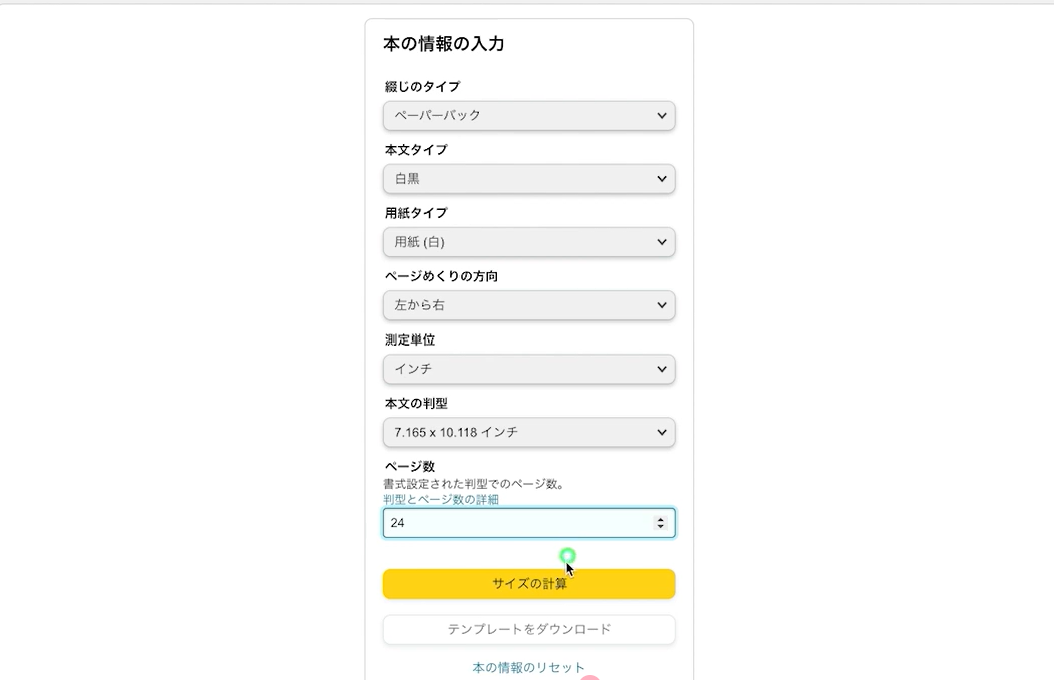 本の情報の入力
綴じのタイプ
ペーパーバック
本文タイプ
白黒
用紙タイプ
用紙 (白)
ページめくりの方向
左から右
測定単位
インチ
本文の判型
7.165 x 10.118 インチ
ページ数
書式設定された判型でのページ数。
判型とページ数の詳細
24
サイズの計算
テンプレートをダウンロード
本の情報のリセット